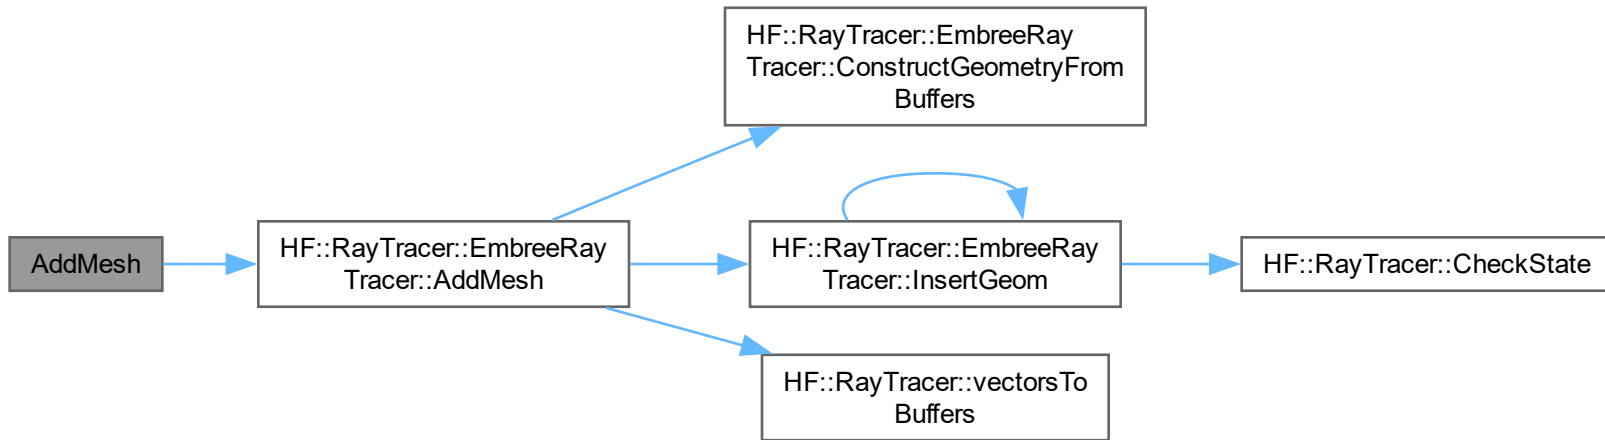 HF::RayTracer::EmbreeRay
Tracer::ConstructGeometryFrom
Buffers
AddMesh
HF::RayTracer::EmbreeRay
Tracer::AddMesh
HF::RayTracer::EmbreeRay
Tracer::InsertGeom
HF::RayTracer::CheckState
HF::RayTracer::vectorsTo
Buffers